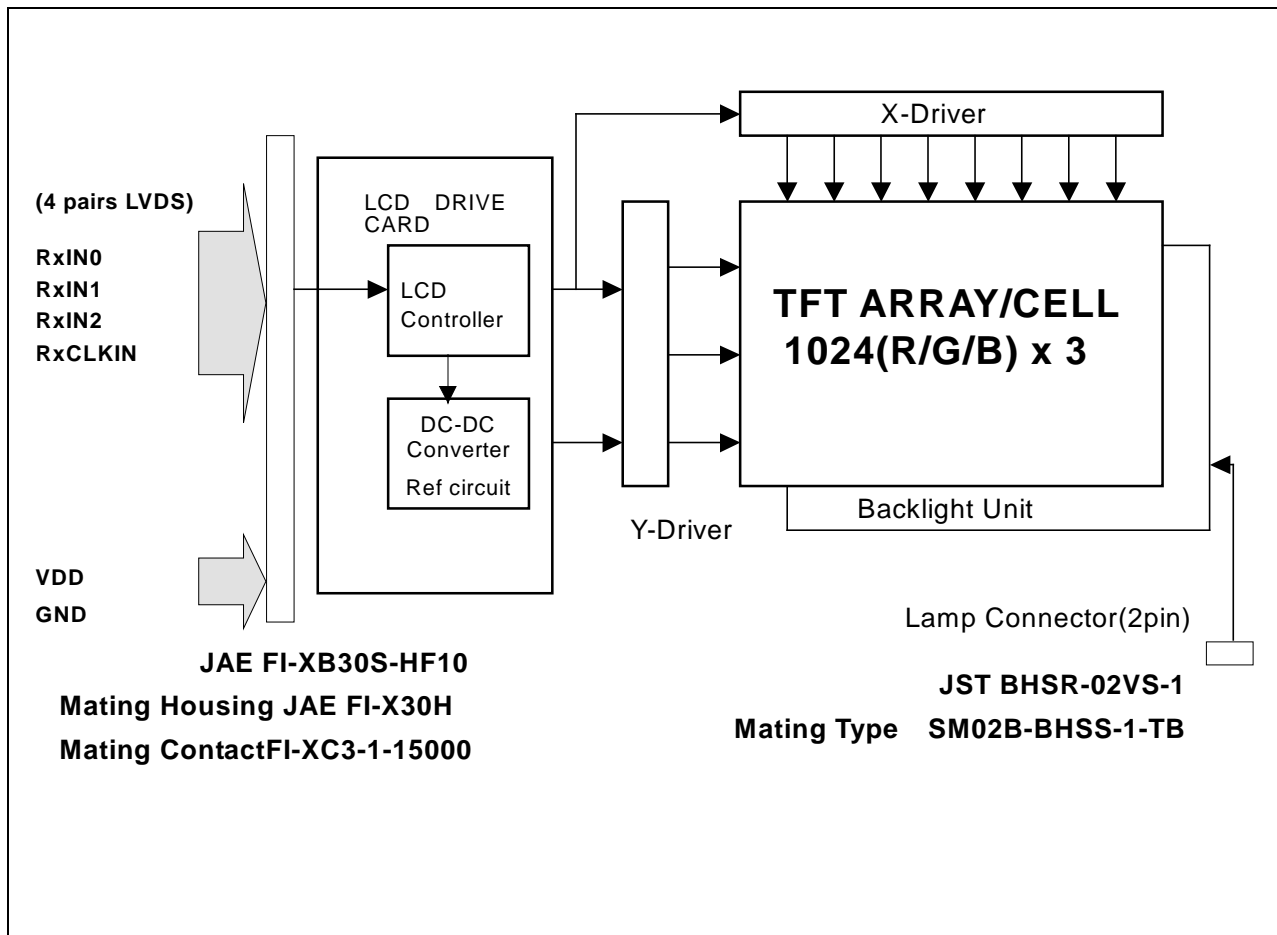 X-Driver
(4 pairs LVDS)
RxIN0
RxIN1
RxIN2
RxCLKIN
LCD DRIVE
CARD
LCD
Controller
DC-DC
Converter
Ref circuit
TFT ARRAY/CELL
1024(R/G/B) x 3
Backlight Unit
Y-Driver
VDD
GND
Lamp Connector(2pin)
JAE FI-XB30S-HF10
Mating Housing JAE FI-X30H
Mating ContactFI-XC3-1-15000
JST BHSR-02VS-1
Mating Type SM02B-BHSS-1-TB